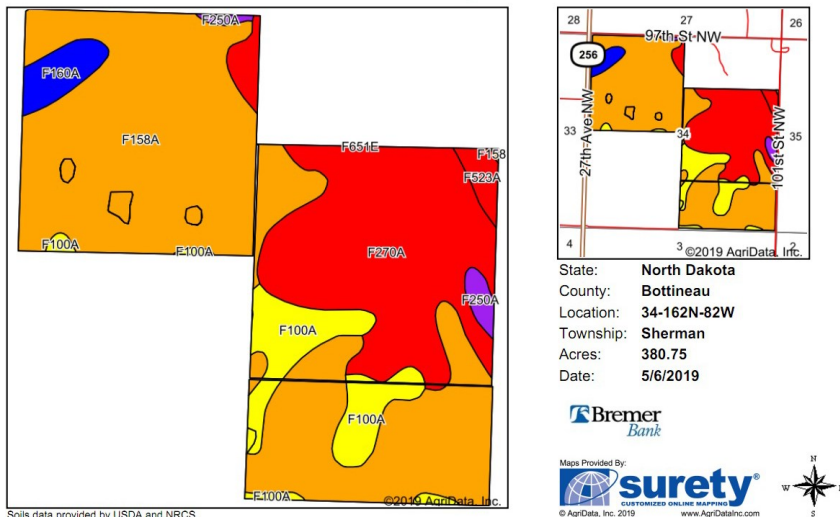 F250A
F160A
F158A
F100A
F100A
F651E
F158
F523A
F270A
F250A
F100A
F100A
F100A
©2019 AgriData, Inc.
Soils data provided by USDA and NRCS.
28
27
26
97th St NW
256
33
34
35
27th Ave NW
101st St NW
4
3
2
©2019 AgriData, Inc.
State: North Dakota
County: Bottineau
Location: 34-162N-82W
Township: Sherman
Acres: 380.75
Date: 5/6/2019
Bremer
Bank
Maps Provided By:
surety®
CUSTOMIZED ONLINE MAPPING
© AgriData, Inc. 2019 www.AgriDataInc.com
N
W
E
S